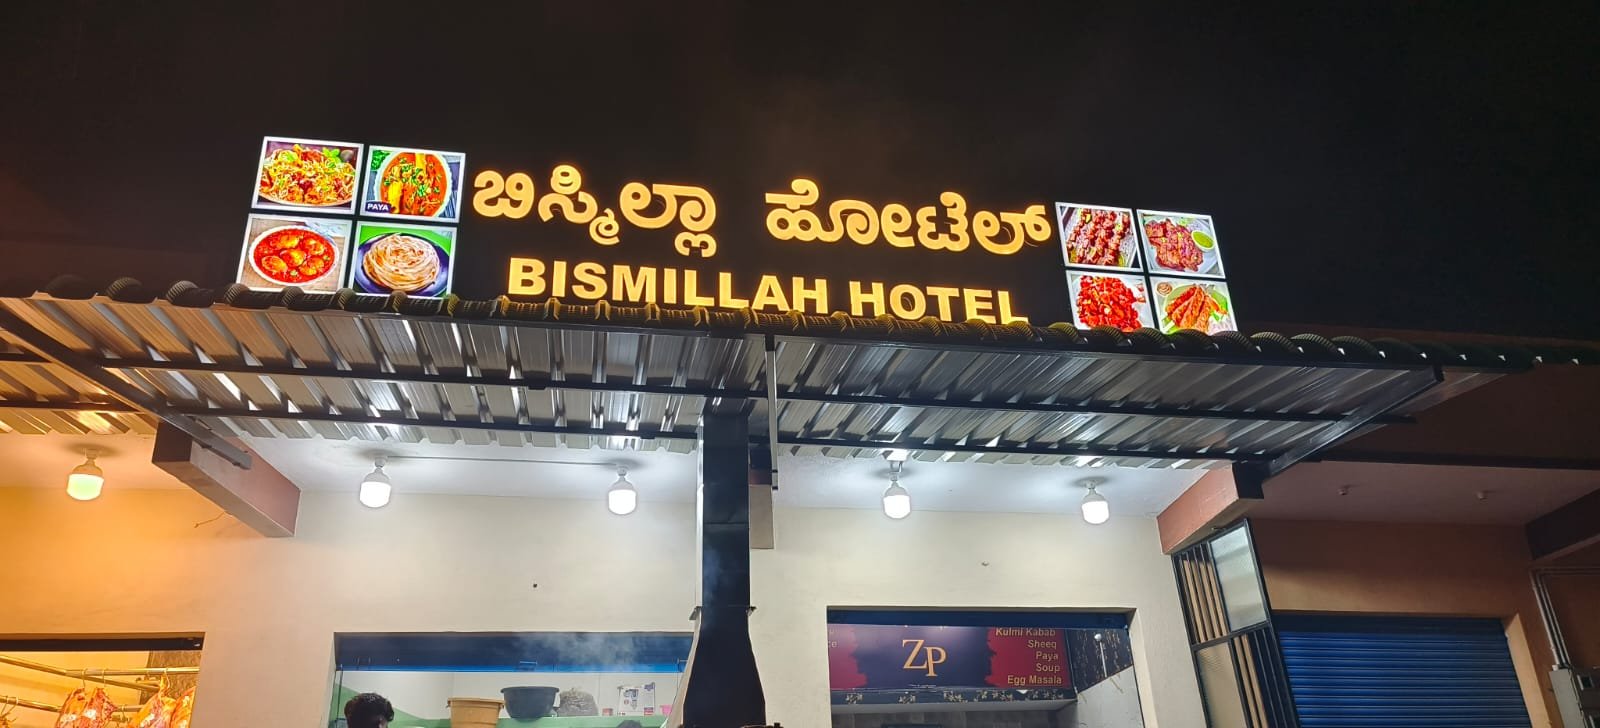 ಬಿಸ್ಮಿಲ್ಲಾ ಹೋಟೆಲ್
BISMILLAH HOTEL
PAYA
ZP
Kulmi Kabab
Sheeq
Paya
Soup
Egg Masala